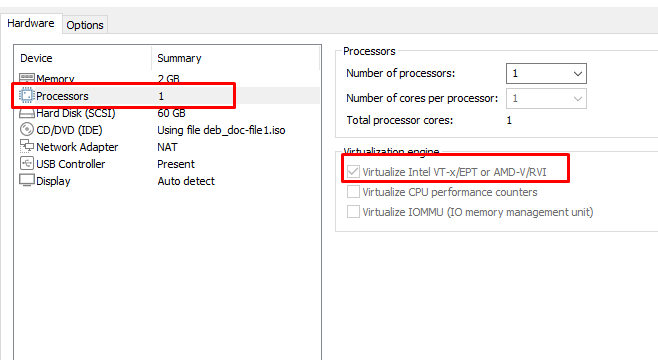 Hardware Options
Device Summary
Memory 2 GB
Processors 1
Hard Disk (SCSI) 60 GB
CD/DVD (IDE) Using file deb_doc-file1.iso
Network Adapter NAT
USB Controller Present
Display Auto detect
Processors
Number of processors: 1
Number of cores per processor: 1
Total processor cores: 1
Virtualization engine
Virtualize Intel VT-x/EPT or AMD-V/RVI
Virtualize CPU performance counters
Virtualize IOMMU (IO memory management unit)